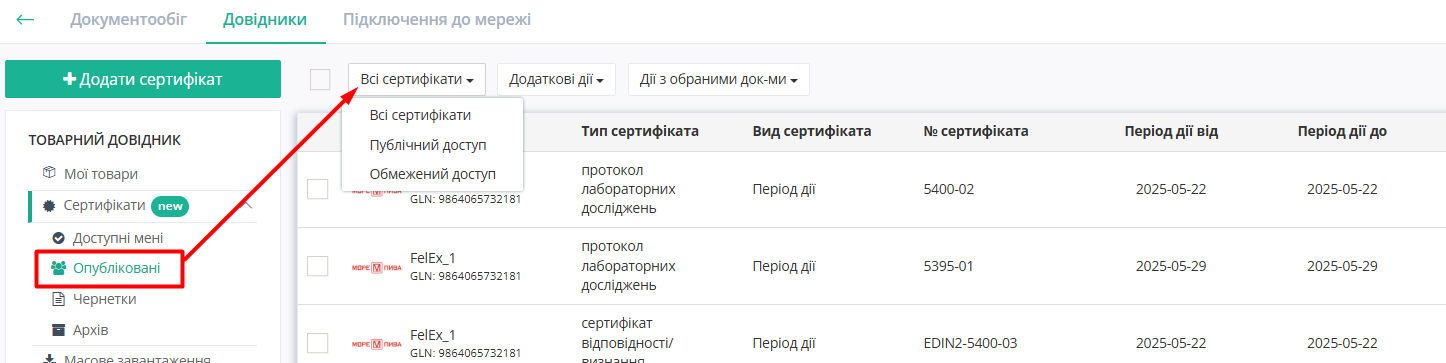 Документообіг Довідники Підключення до мережі
Додати сертифікат
Всі сертифікати Додаткові дії Дії з обраними док-ми
Всі сертифікати
Публічний доступ
Обмежений доступ
ТОВАРНИЙ ДОВІДНИК
Мої товари
Сертифікати new
Доступні мені
Опубліковані
Чернетки
Архів
Масове завантаження
Тип сертифіката Вид сертифіката № сертифіката Період дії від Період дії до
МОРЕ М ПИВА
GLN: 9864065732181
протокол
лабораторних
досліджень
Період дії 5400-02 2025-05-22 2025-05-22
МОРЕ М ПИВА
FelEx_1
GLN: 9864065732181
протокол
лабораторних
досліджень
Період дії 5395-01 2025-05-29 2025-05-29
МОРЕ М ПИВА
FelEx_1
GLN: 9864065732181
сертифікат
відповідності/
визнання
Період дії EDIN2-5400-03 2025-05-22 2025-05-22